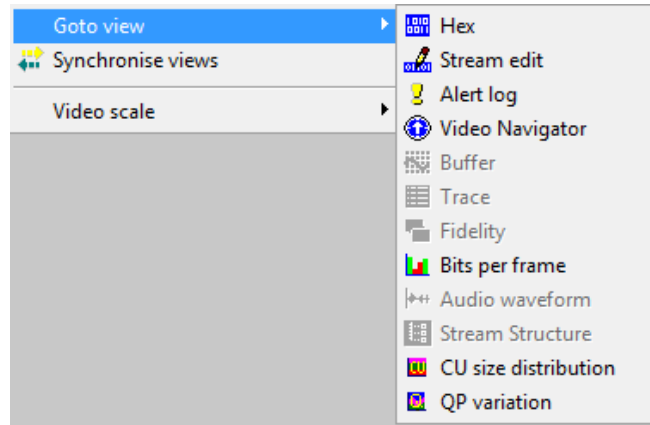 Goto view
Synchronise views
Video scale
Hex
Stream edit
Alert log
Video Navigator
Buffer
Trace
Fidelity
Bits per frame
Audio waveform
Stream Structure
CU size distribution
QP variation